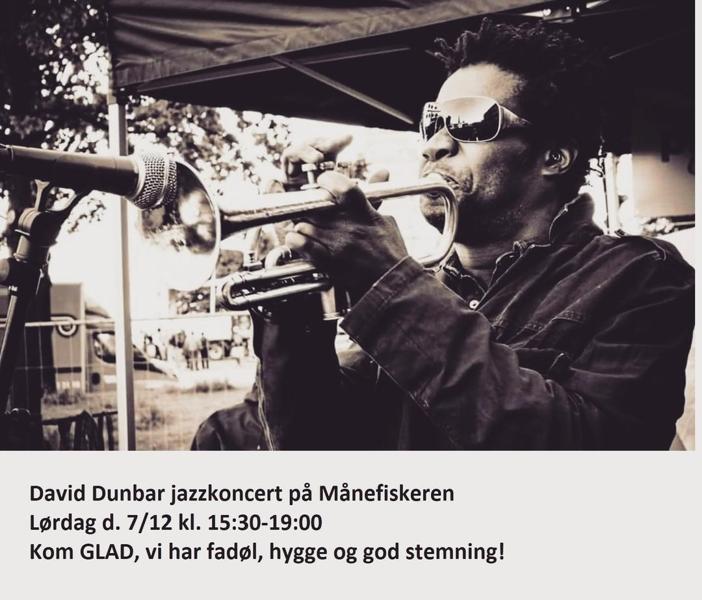 David Dunbar jazzkoncert på Månefiskeren
Lørdag d. 7/12 kl. 15:30-19:00
Kom GLAD, vi har fadøl, hygge og god stemning!